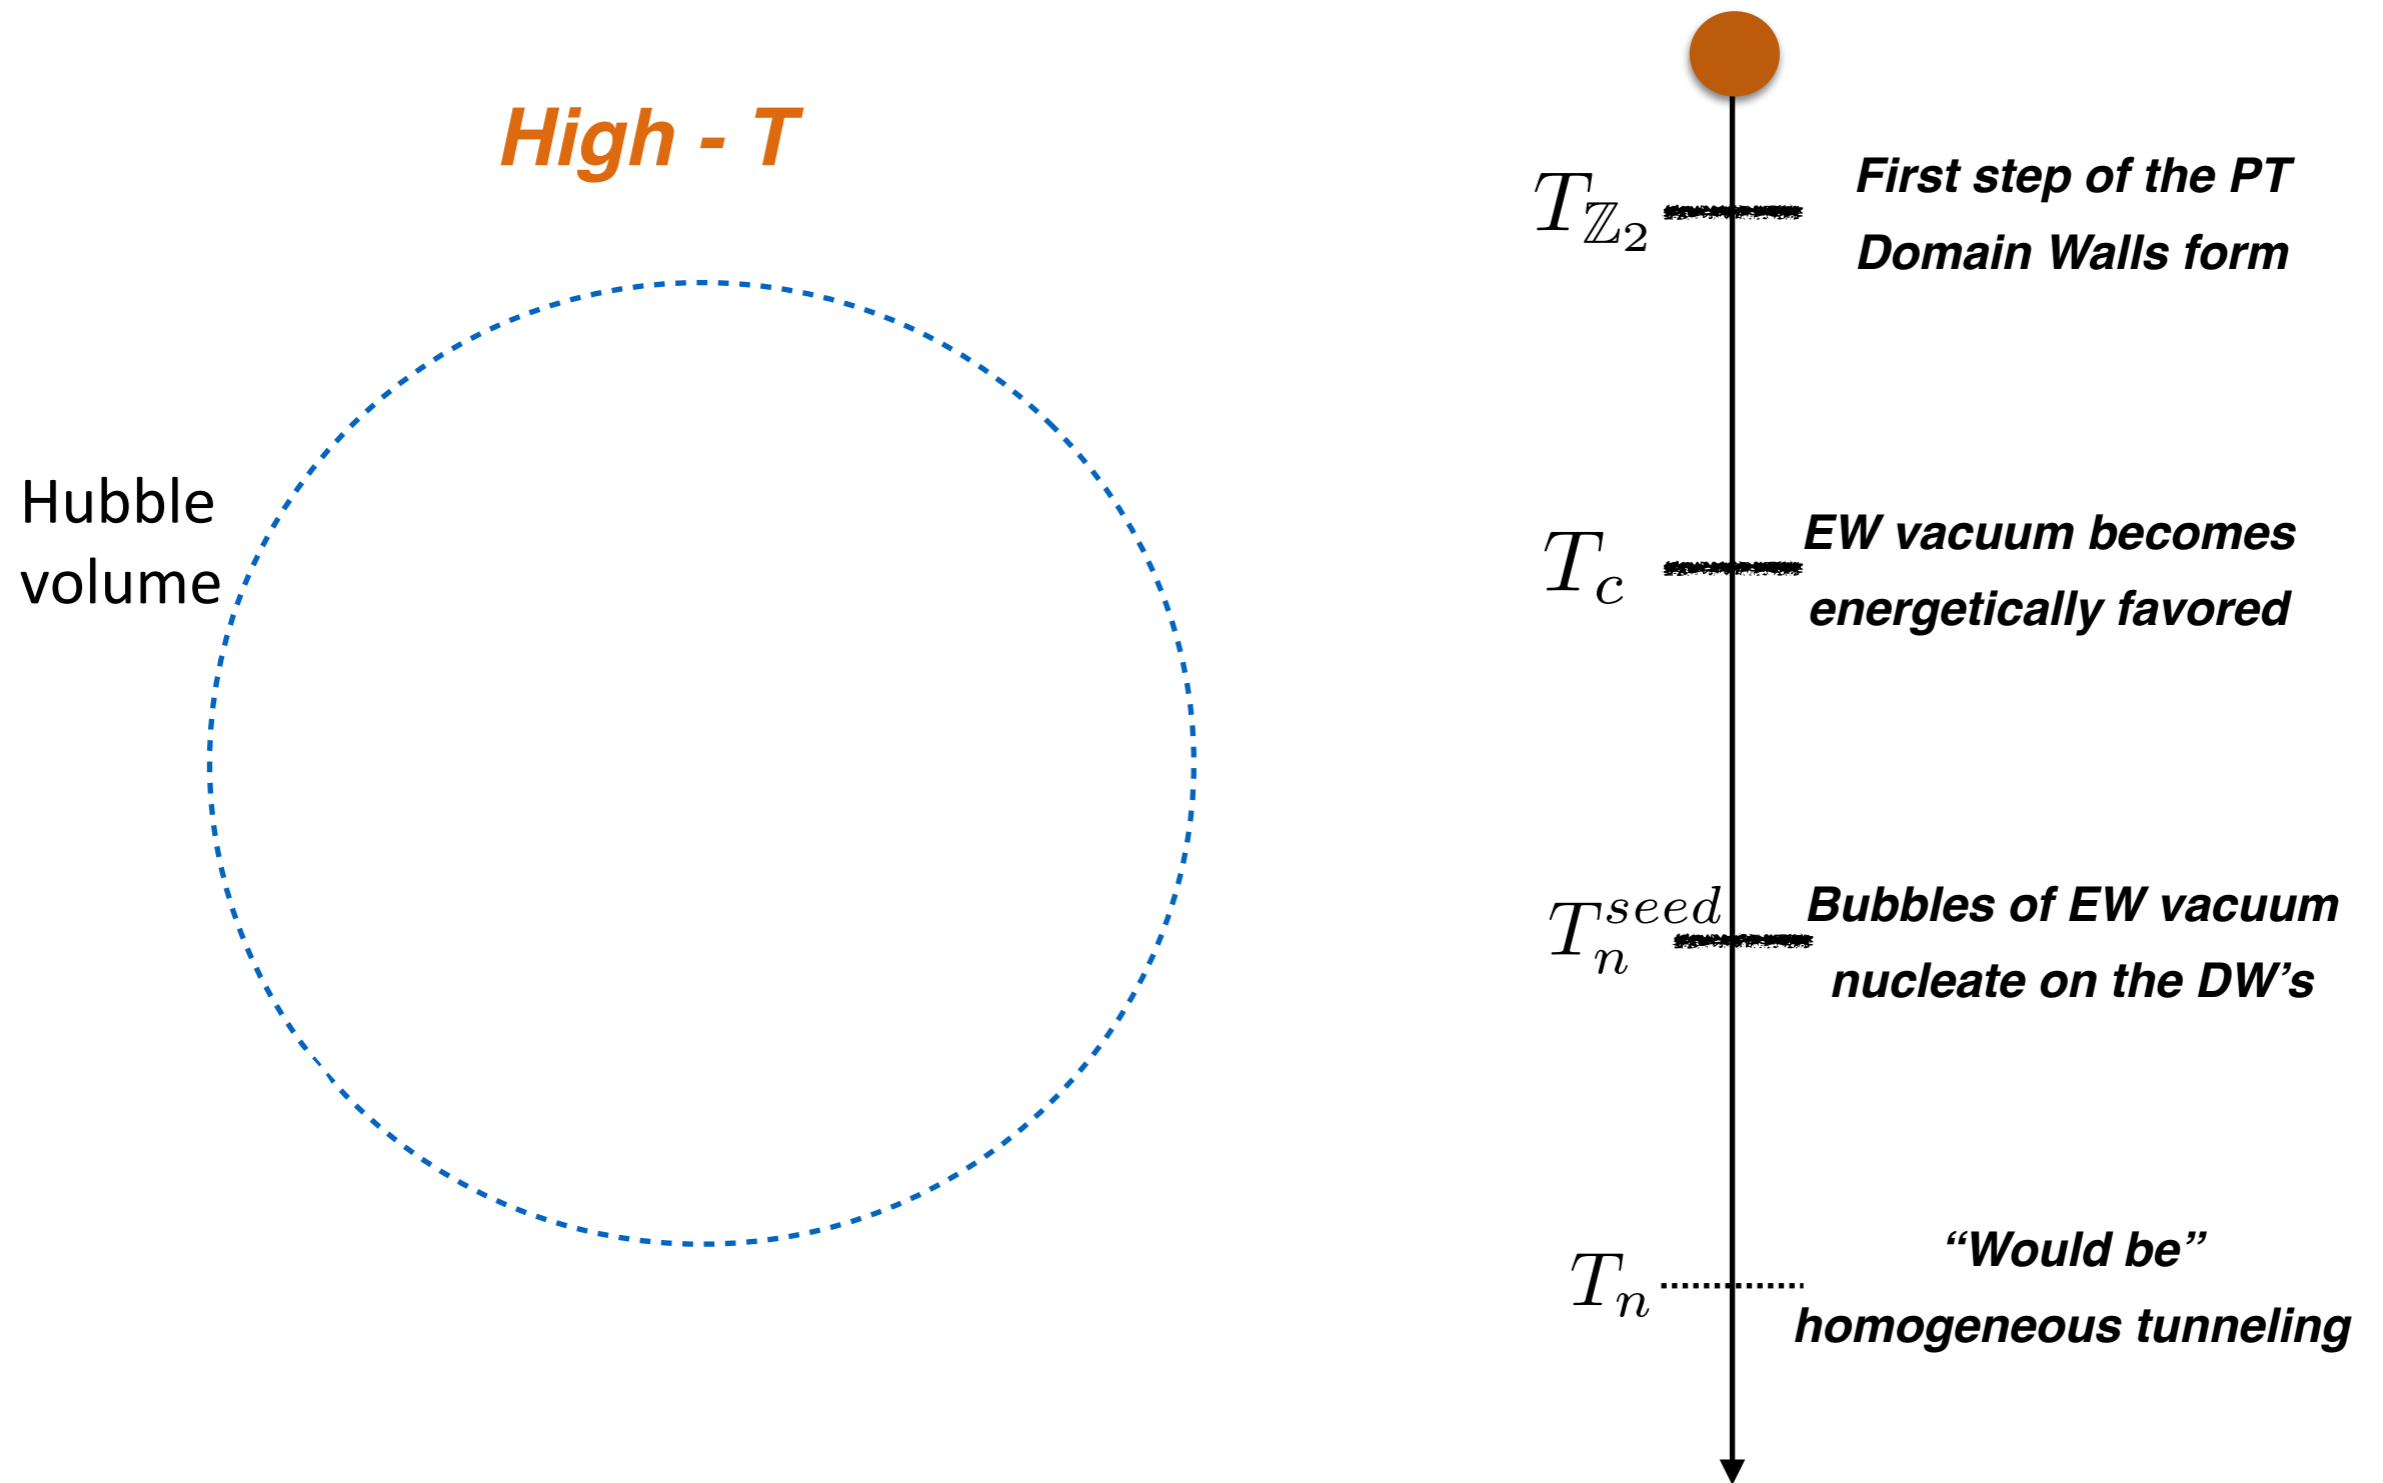 High - T
Hubble
volume
T_{ℤ_2}
First step of the PT
Domain Walls form
T_c
EW vacuum becomes
energetically favored
T_n^{seed}
Bubbles of EW vacuum
nucleate on the DW’s
T_n
“Would be”
homogeneous tunneling